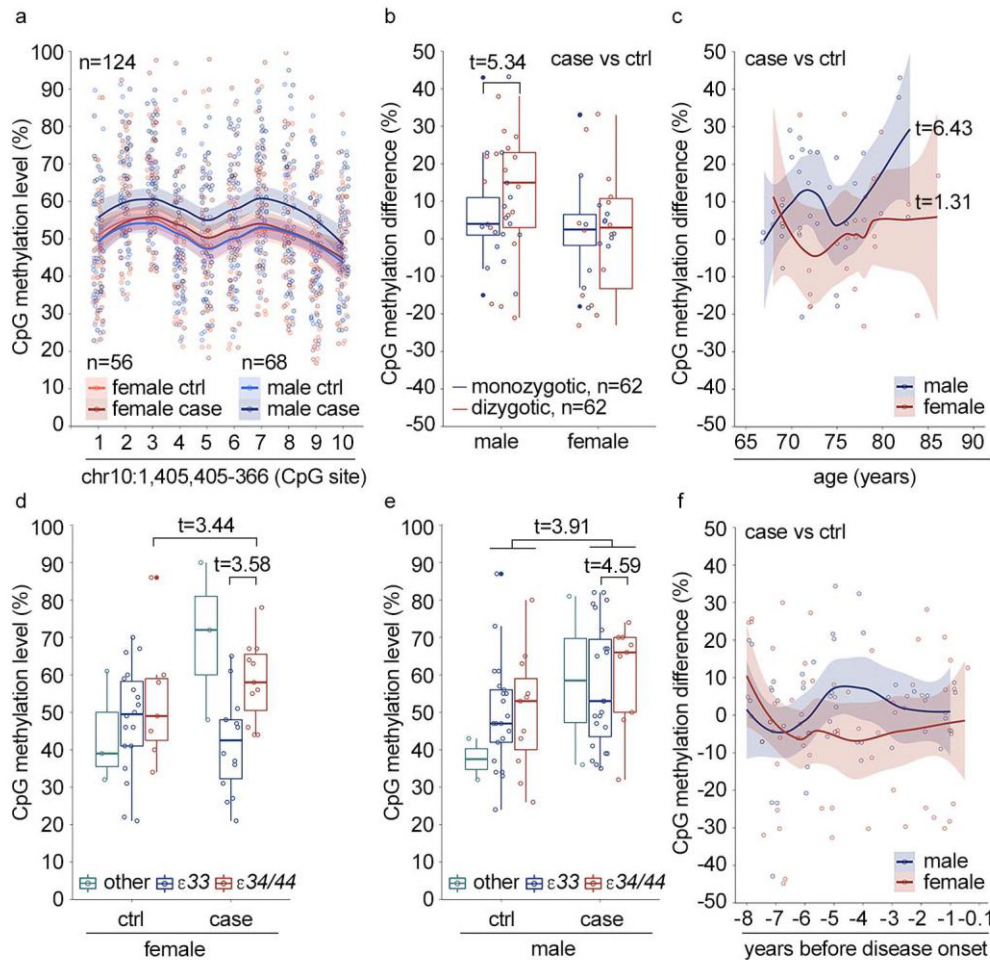 a
n=124
CpG methylation level (%)
100
90
80
70
60
50
40
30
20
10
0
n=56
n=68
female ctrl
male ctrl
female case
male case
1 2 3 4 5 6 7 8 9 10
chr10:1,405,405-366 (CpG site)
b
t=5.34
case vs ctrl
CpG methylation difference (%)
50
40
30
20
10
0
-10
-20
-30
-40
-50
monozygotic, n=62
dizygotic, n=62
male
female
c
case vs ctrl
t=6.43
t=1.31
CpG methylation difference (%)
50
40
30
20
10
0
-10
-20
-30
-40
-50
male
female
65 70 75 80 85 90
age (years)
d
t=3.44
t=3.58
CpG methylation level (%)
100
90
80
70
60
50
40
30
20
10
0
other ε33 ε34/44
ctrl case
female
e
t=3.91
t=4.59
CpG methylation level (%)
100
90
80
70
60
50
40
30
20
10
0
other ε33 ε34/44
ctrl case
male
f
case vs ctrl
CpG methylation difference (%)
50
40
30
20
10
0
-10
-20
-30
-40
-50
male
female
-8 -7 -6 -5 -4 -3 -2 -1 -0.1
years before disease onset